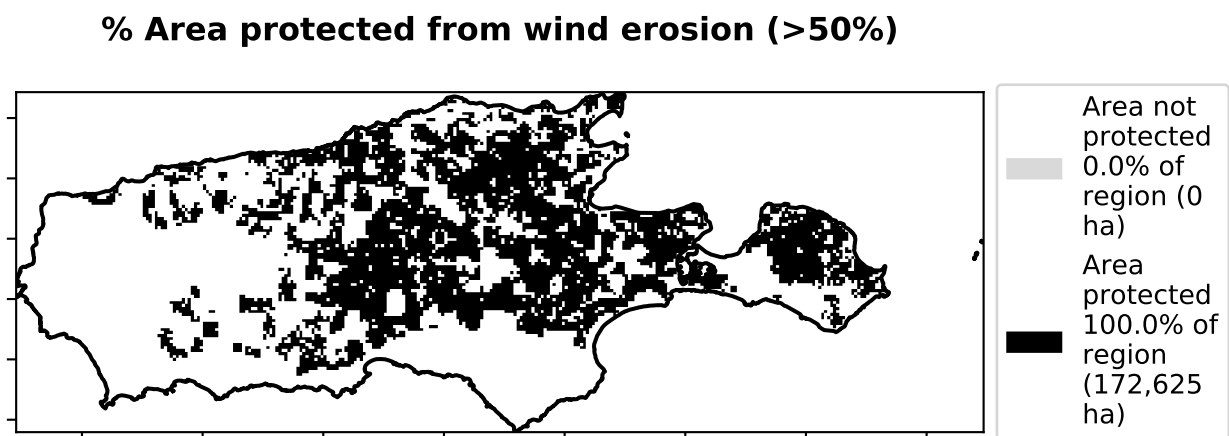 % Area protected from wind erosion (>50%)
Area not
protected
0.0% of
region (0
ha)
Area
protected
100.0% of
region
(172,625
ha)